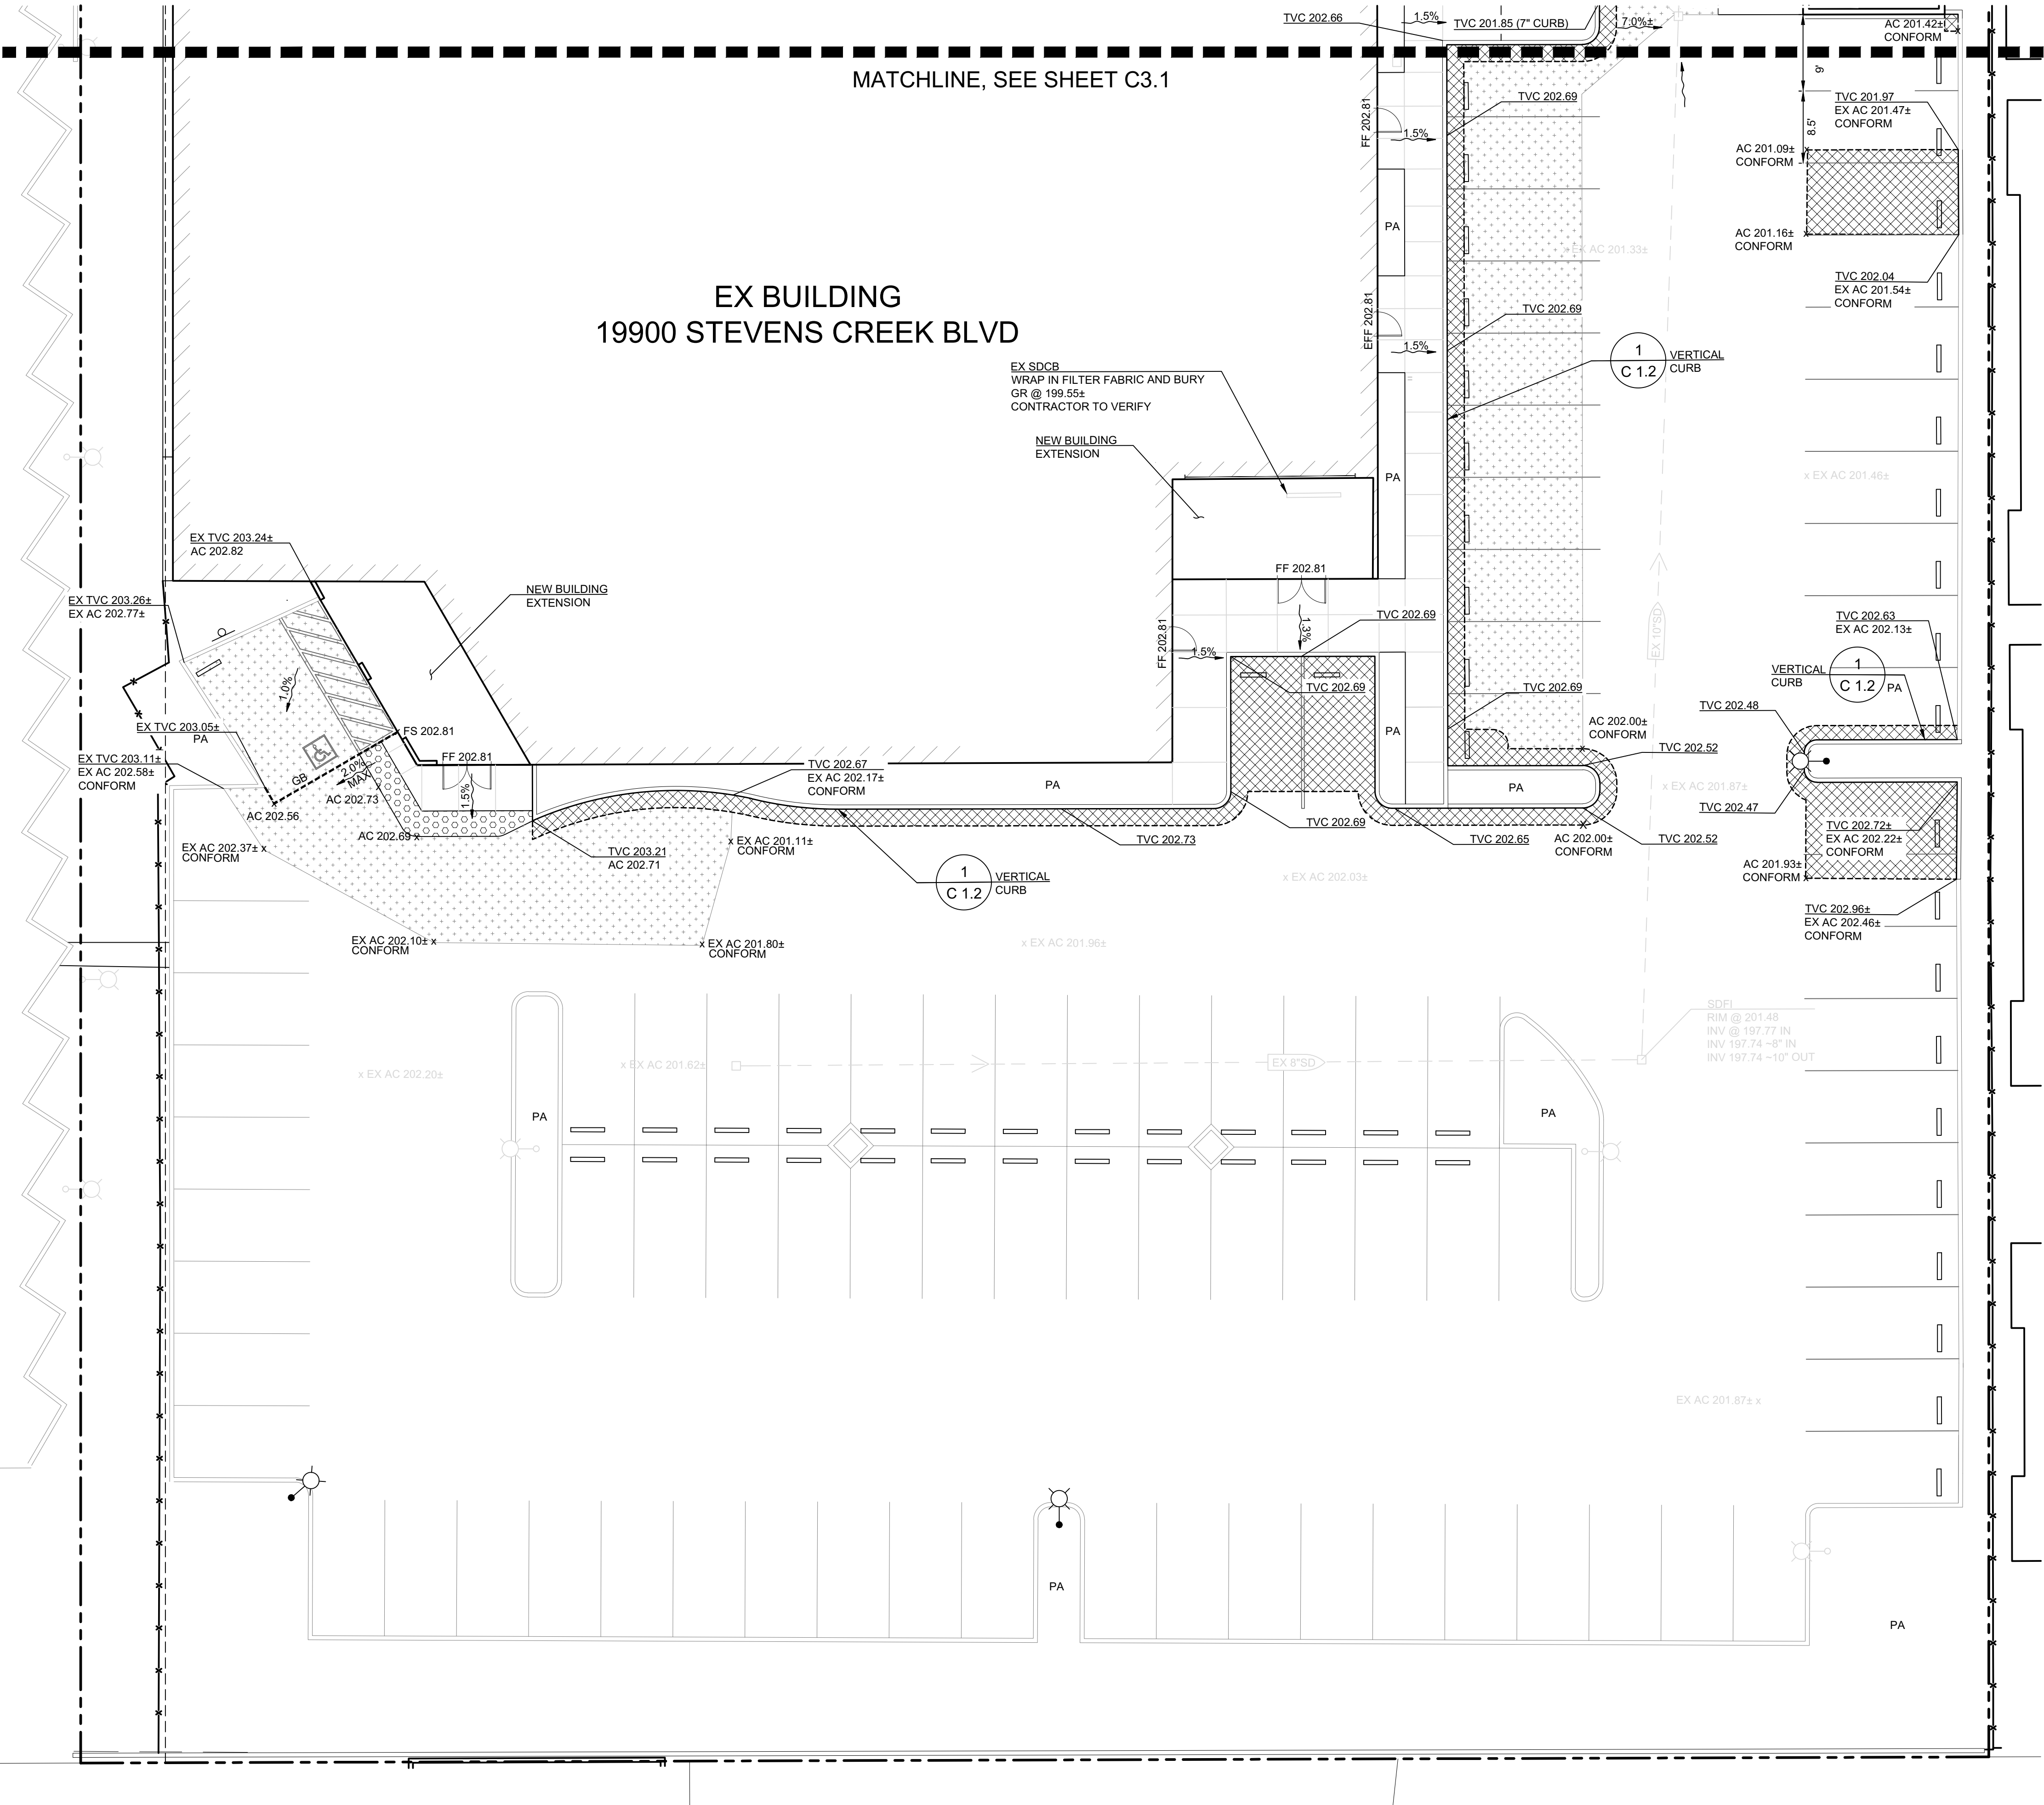 TVC 202.66
1.5%
TVC 201.85 (7" CURB)
7.0%±
AC 201.42±
CONFORM
MATCHLINE, SEE SHEET C3.1
9'
8.5'
TVC 201.97
EX AC 201.47±
CONFORM
FF 202.81
TVC 202.69
1.5%
AC 201.09±
CONFORM
PA
AC 201.16±
CONFORM
x EX AC 201.33±
TVC 202.04
EX AC 201.54±
CONFORM
EX BUILDING
19900 STEVENS CREEK BLVD
EFF 202.81
TVC 202.69
1.5%
1
C 1.2
VERTICAL
CURB
EX SDCB
WRAP IN FILTER FABRIC AND BURY
GR @ 199.55±
CONTRACTOR TO VERIFY
NEW BUILDING
EXTENSION
PA
x EX AC 201.46±
EX TVC 203.24±
AC 202.82
NEW BUILDING
EXTENSION
FF 202.81
EX TVC 203.26±
EX AC 202.77±
TVC 202.69
1.3%
FF 202.81
1.5%
EX 10"SD
TVC 202.63
EX AC 202.13±
VERTICAL
CURB
1
C 1.2
PA
1.0%
TVC 202.69
TVC 202.69
TVC 202.48
EX TVC 203.05±
PA
FS 202.81
PA
AC 202.00±
CONFORM
TVC 202.52
EX TVC 203.11±
EX AC 202.58±
CONFORM
GB
2.0%
MAX
FF 202.81
1.5%
TVC 202.67
EX AC 202.17±
CONFORM
PA
PA
x EX AC 201.87±
AC 202.73
AC 202.56
TVC 202.47
TVC 202.69
TVC 202.72±
EX AC 202.22±
CONFORM
AC 202.69 x
EX AC 202.37± x
CONFORM
TVC 203.21
AC 202.71
x EX AC 201.11±
CONFORM
TVC 202.73
TVC 202.65
AC 202.00±
CONFORM
TVC 202.52
AC 201.93±
CONFORM x
1
C 1.2
VERTICAL
CURB
x EX AC 202.03±
TVC 202.96±
EX AC 202.46±
CONFORM
EX AC 202.10± x
CONFORM
x EX AC 201.80±
CONFORM
x EX AC 201.96±
SDFI
RIM @ 201.48
INV @ 197.77 IN
INV 197.74 ~8" IN
INV 197.74 ~10" OUT
x EX AC 202.20±
x EX AC 201.62±
EX 8"SD
PA
PA
EX AC 201.87± x
PA
PA